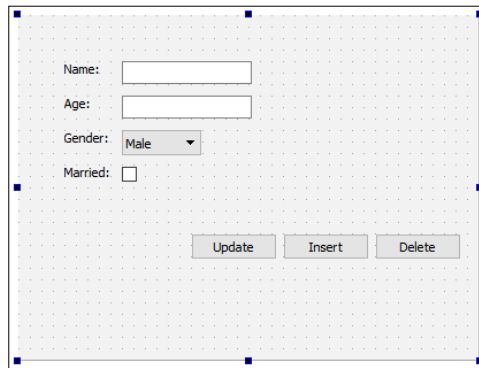 Name:
Age:
Gender: Male
Married:
Update Insert Delete